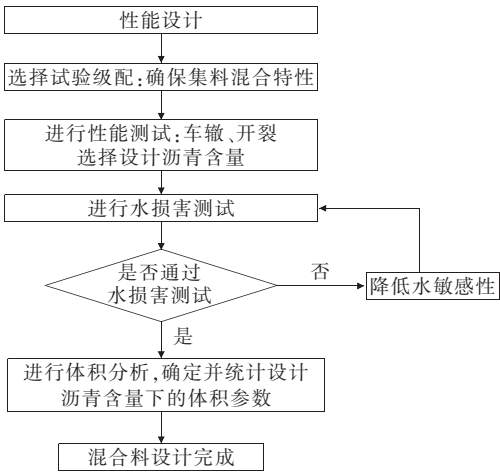 性能设计
选择试验级配:确保集料混合特性
进行性能测试:车辙、开裂
选择设计沥青含量
进行水损害测试
是否通过
水损害测试
否
降低水敏感性
是
进行体积分析,确定并统计设计
沥青含量下的体积参数
混合料设计完成